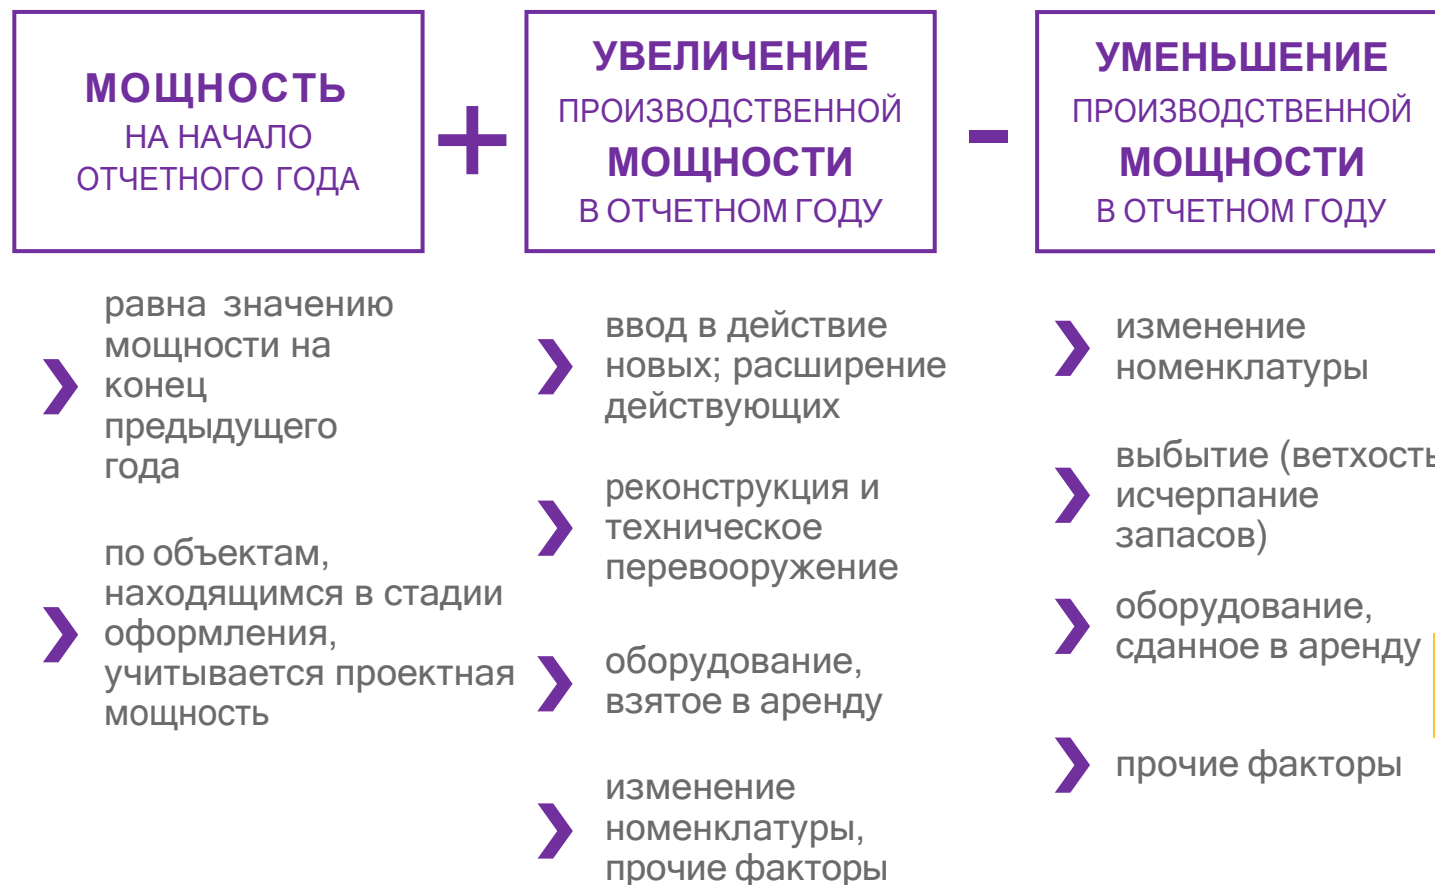 МОЩНОСТЬ
НА НАЧАЛО
ОТЧЕТНОГО ГОДА
+
УВЕЛИЧЕНИЕ
ПРОИЗВОДСТВЕННОЙ
МОЩНОСТИ
В ОТЧЕТНОМ ГОДУ
-
УМЕНЬШЕНИЕ
ПРОИЗВОДСТВЕННОЙ
МОЩНОСТИ
В ОТЧЕТНОМ ГОДУ
равна значению
мощности на
конец
предыдущего
года
по объектам,
находящимся в стадии
оформления,
учитывается проектная
мощность
ввод в действие
новых; расширение
действующих
реконструкция и
техническое
перевооружение
оборудование,
взятое в аренду
изменение
номенклатуры,
прочие факторы
изменение
номенклатуры
выбытие (ветхость
исчерпание
запасов)
оборудование,
сданное в аренду
прочие факторы